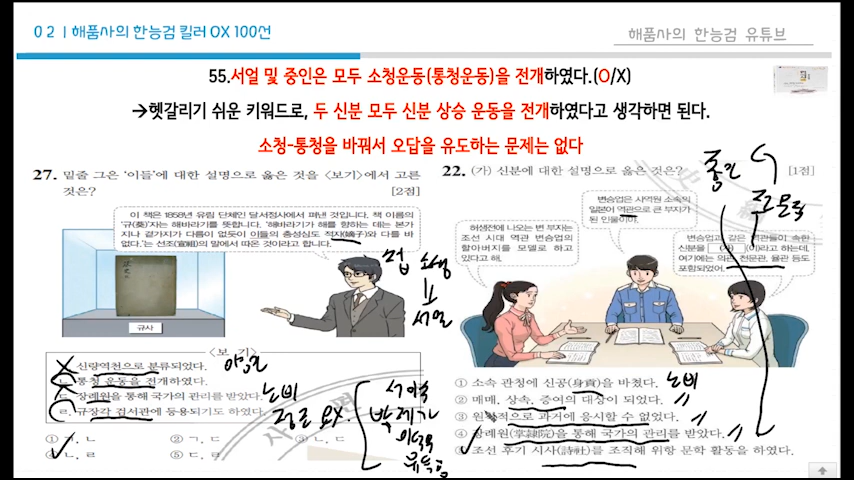 02 | 해품사의 한능검 킬러 OX 100선
해품사의 한능검 유튜브
55.서얼 및 중인은 모두 소청운동(통청운동)을 전개하였다.(O/X)
→헷갈리기 쉬운 키워드로, 두 신분 모두 신분 상승 운동을 전개하였다고 생각하면 된다.
소청-통청을 바꿔서 오답을 유도하는 문제는 없다
27. 밑줄 그은 '이들'에 대한 설명으로 옳은 것을 <보기>에서 고른
것은? [2점]
이 책은 1858년 유림 단체인 달서정사에서 펴낸 것입니다. 책 이름의
'규(葵)'자는 해바라기를 뜻합니다. '해바라기가 해를 향하는 데는 본가
지나 곁가지가 다름이 없듯이 이들의 충성심도 적자(嫡子)와 다를 바
없다.'는 선조(宣祖)의 말에서 따온 것이라고 합니다.
규사
첩 소생
서얼
<보 기>
ㄱ. 신량역천으로 분류되었다.
ㄴ. 통청 운동을 전개하였다.
ㄷ. 장례원을 통해 국가의 관리를 받았다.
ㄹ. 규장각 검서관에 등용되기도 하였다.
노비
정조
박제가
이덕무
유득공
① ㄱ, ㄴ ② ㄱ, ㄷ ③ ㄴ, ㄷ
④ ㄴ, ㄹ ⑤ ㄷ, ㄹ
22. (가) 신분에 대한 설명으로 옳은 것은? [1점]
중인
허생전에 나오는 변 부자는
조선 시대 역관 변승업의
할아버지를 모델로 하고
있다고 해.
변승업은 사역원 소속의
일본어 역관으로 큰 부자가
된 인물이야.
변승업과 같은 역관들이 속한
신분을 (가) (이)라고 하는데,
여기에는 의관, 천문관, 율관 등도
포함되었어.
① 소속 관청에 신공(身貢)을 바쳤다. 노비
② 매매, 상속, 증여의 대상이 되었다. 〃
③ 원칙적으로 과거에 응시할 수 없었다. 〃
④ 장례원(掌隷院)을 통해 국가의 관리를 받았다. 〃
⑤ 조선 후기 시사(詩社)를 조직해 위항 문학 활동을 하였다.